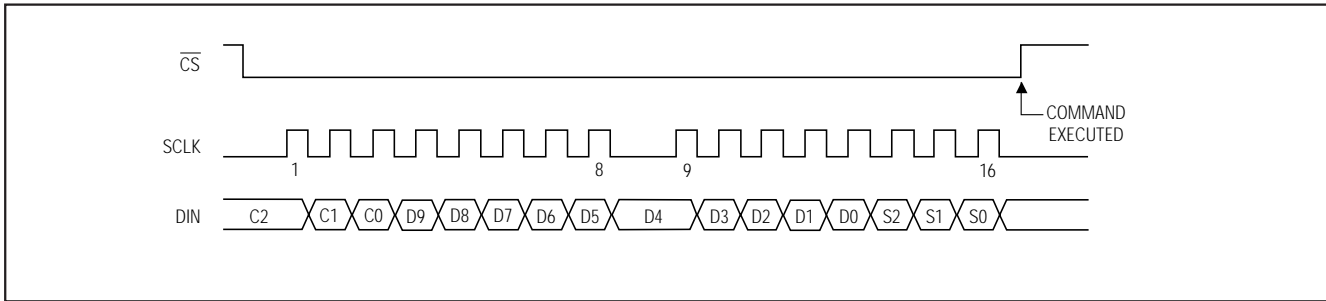 CS
COMMAND
EXECUTED
SCLK
1 8 9 16
DIN C2 C1 C0 D9 D8 D7 D6 D5 D4 D3 D2 D1 D0 S2 S1 S0